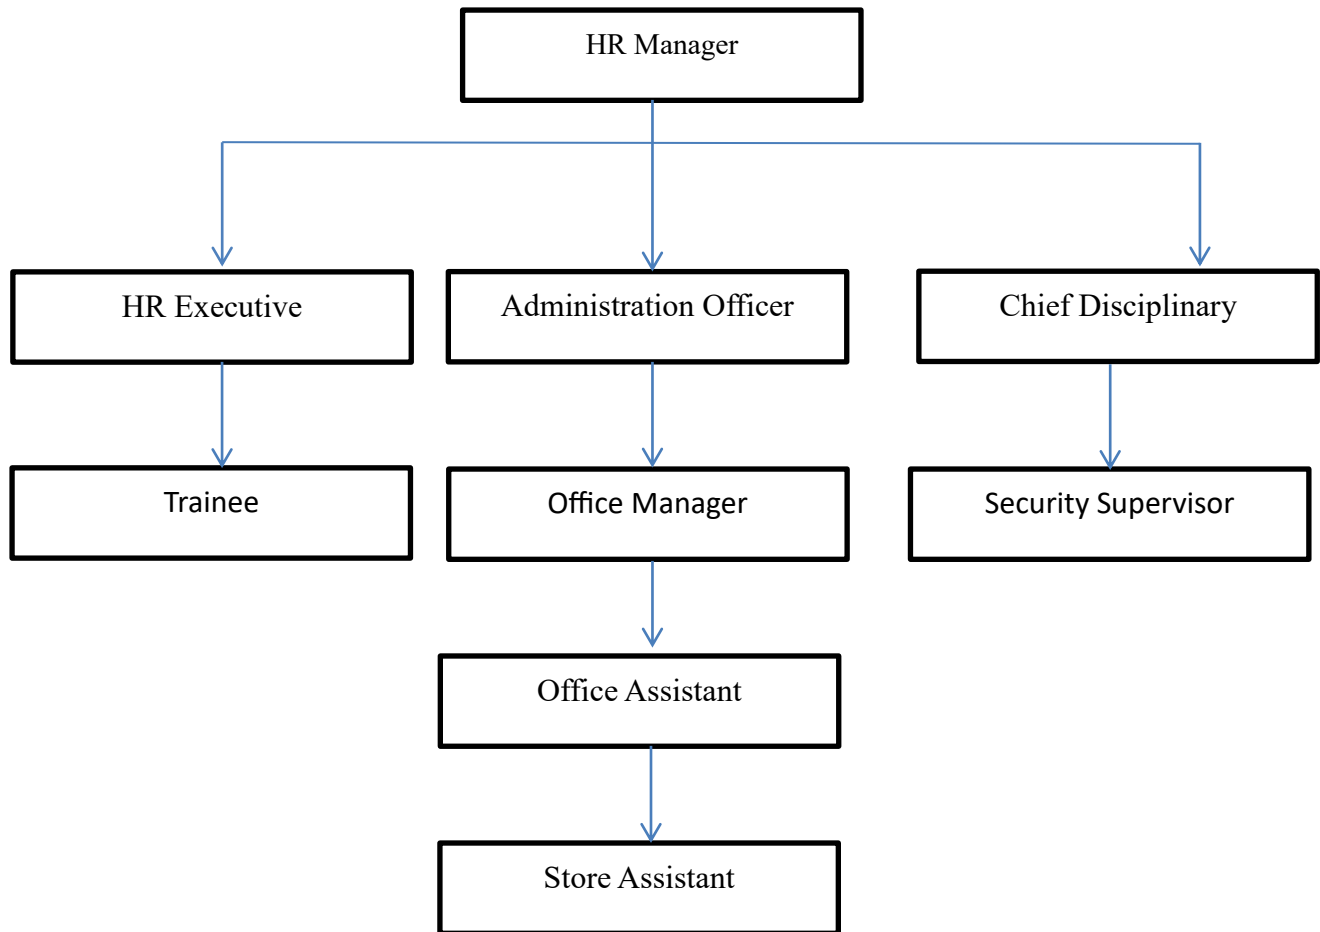 HR Manager
HR Executive
Administration Officer
Chief Disciplinary
Trainee
Office Manager
Security Supervisor
Office Assistant
Store Assistant